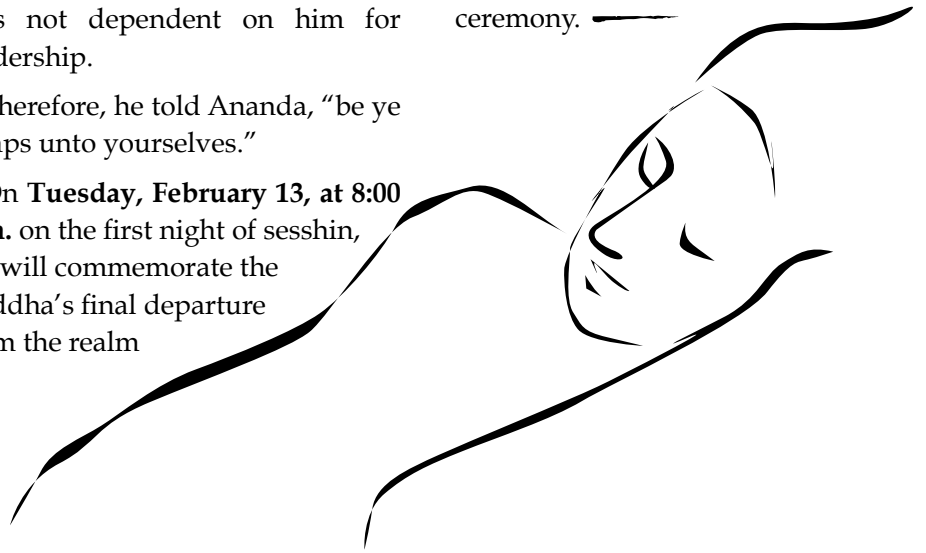 s not dependent on him for
dership.
herefore, he told Ananda, “be ye
ps unto yourselves.”
n Tuesday, February 13, at 8:00
. on the first night of sesshin,
will commemorate the
ddha’s final departure
m the realm
ceremony.